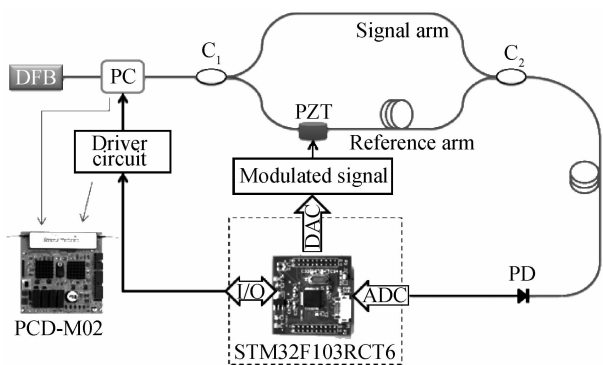 Signal arm
C1
C2
DFB
PC
PZT
Reference arm
Driver
circuit
Modulated signal
DAC
PD
I/O
ADC
PCD-M02
STM32F103RCT6